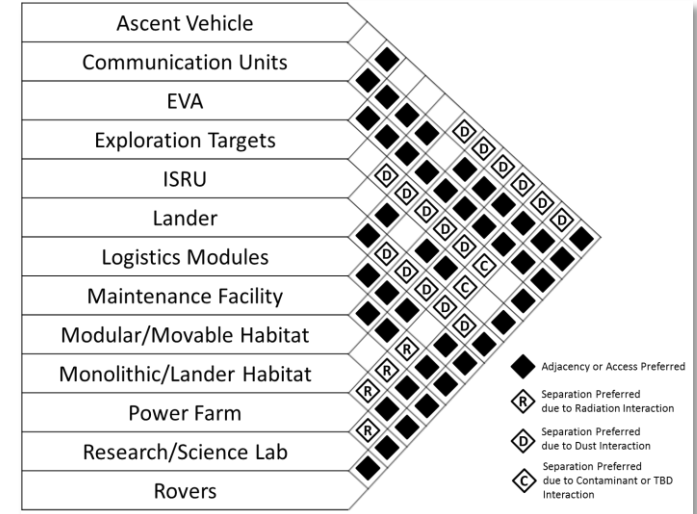 Ascent Vehicle
Communication Units
EVA
Exploration Targets
ISRU
Lander
Logistics Modules
Maintenance Facility
Modular/Movable Habitat
Monolithic/Lander Habitat
Power Farm
Research/Science Lab
Rovers
D
D
D
D
D
D
D
D
D
D
D
D
C
D
C
D
D
D
R
R
R
R
Adjacency or Access Preferred
R
Separation Preferred
due to Radiation Interaction
D
Separation Preferred
due to Dust Interaction
C
Separation Preferred
due to Contaminant or TBD
Interaction